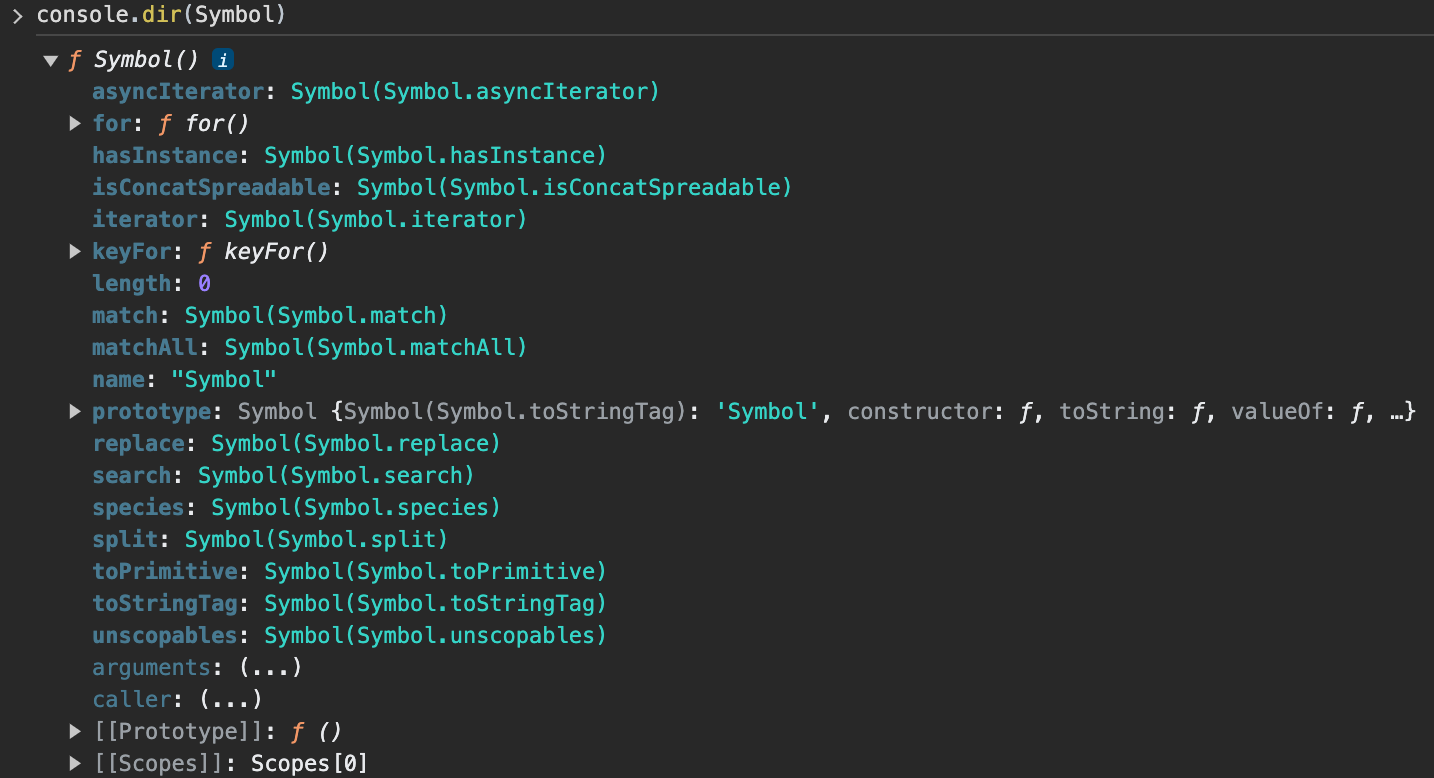 > console.dir(Symbol)
▼ ƒ Symbol() i
asyncIterator: Symbol(Symbol.asyncIterator)
▶ for: ƒ for()
hasInstance: Symbol(Symbol.hasInstance)
isConcatSpreadable: Symbol(Symbol.isConcatSpreadable)
iterator: Symbol(Symbol.iterator)
▶ keyFor: ƒ keyFor()
length: 0
match: Symbol(Symbol.match)
matchAll: Symbol(Symbol.matchAll)
name: "Symbol"
▶ prototype: Symbol {Symbol(Symbol.toStringTag): 'Symbol', constructor: ƒ, toString: ƒ, valueOf: ƒ, …}
replace: Symbol(Symbol.replace)
search: Symbol(Symbol.search)
species: Symbol(Symbol.species)
split: Symbol(Symbol.split)
toPrimitive: Symbol(Symbol.toPrimitive)
toStringTag: Symbol(Symbol.toStringTag)
unscopables: Symbol(Symbol.unscopables)
arguments: (...)
caller: (...)
▶ [[Prototype]]: ƒ ()
▶ [[Scopes]]: Scopes[0]